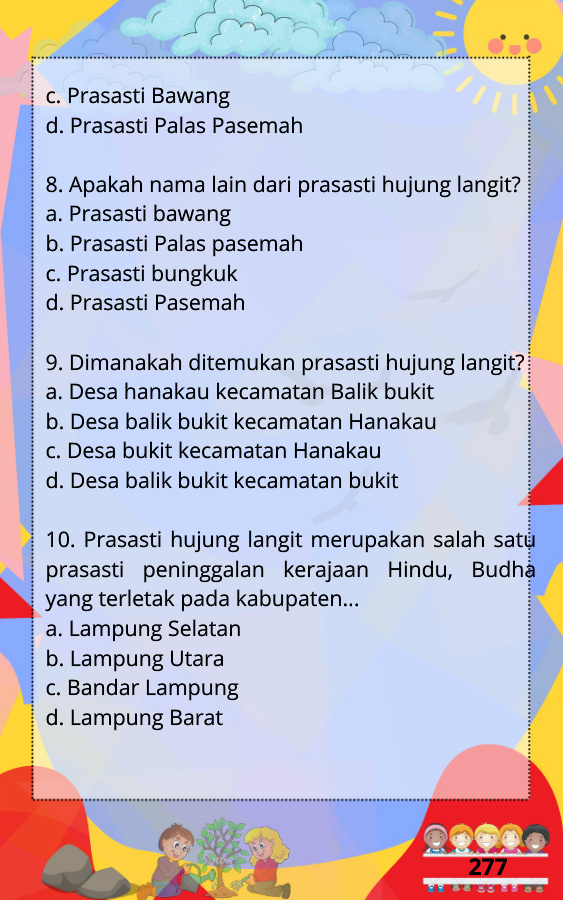 c. Prasasti Bawang
d. Prasasti Palas Pasemah
8. Apakah nama lain dari prasasti hujung langit?
a. Prasasti bawang
b. Prasasti Palas pasemah
c. Prasasti bungkuk
d. Prasasti Pasemah
9. Dimanakah ditemukan prasasti hujung langit?
a. Desa hanakau kecamatan Balik bukit
b. Desa balik bukit kecamatan Hanakau
c. Desa bukit kecamatan Hanakau
d. Desa balik bukit kecamatan bukit
10. Prasasti hujung langit merupakan salah satu
prasasti peninggalan kerajaan Hindu, Budha
yang terletak pada kabupaten...
a. Lampung Selatan
b. Lampung Utara
c. Bandar Lampung
d. Lampung Barat
277